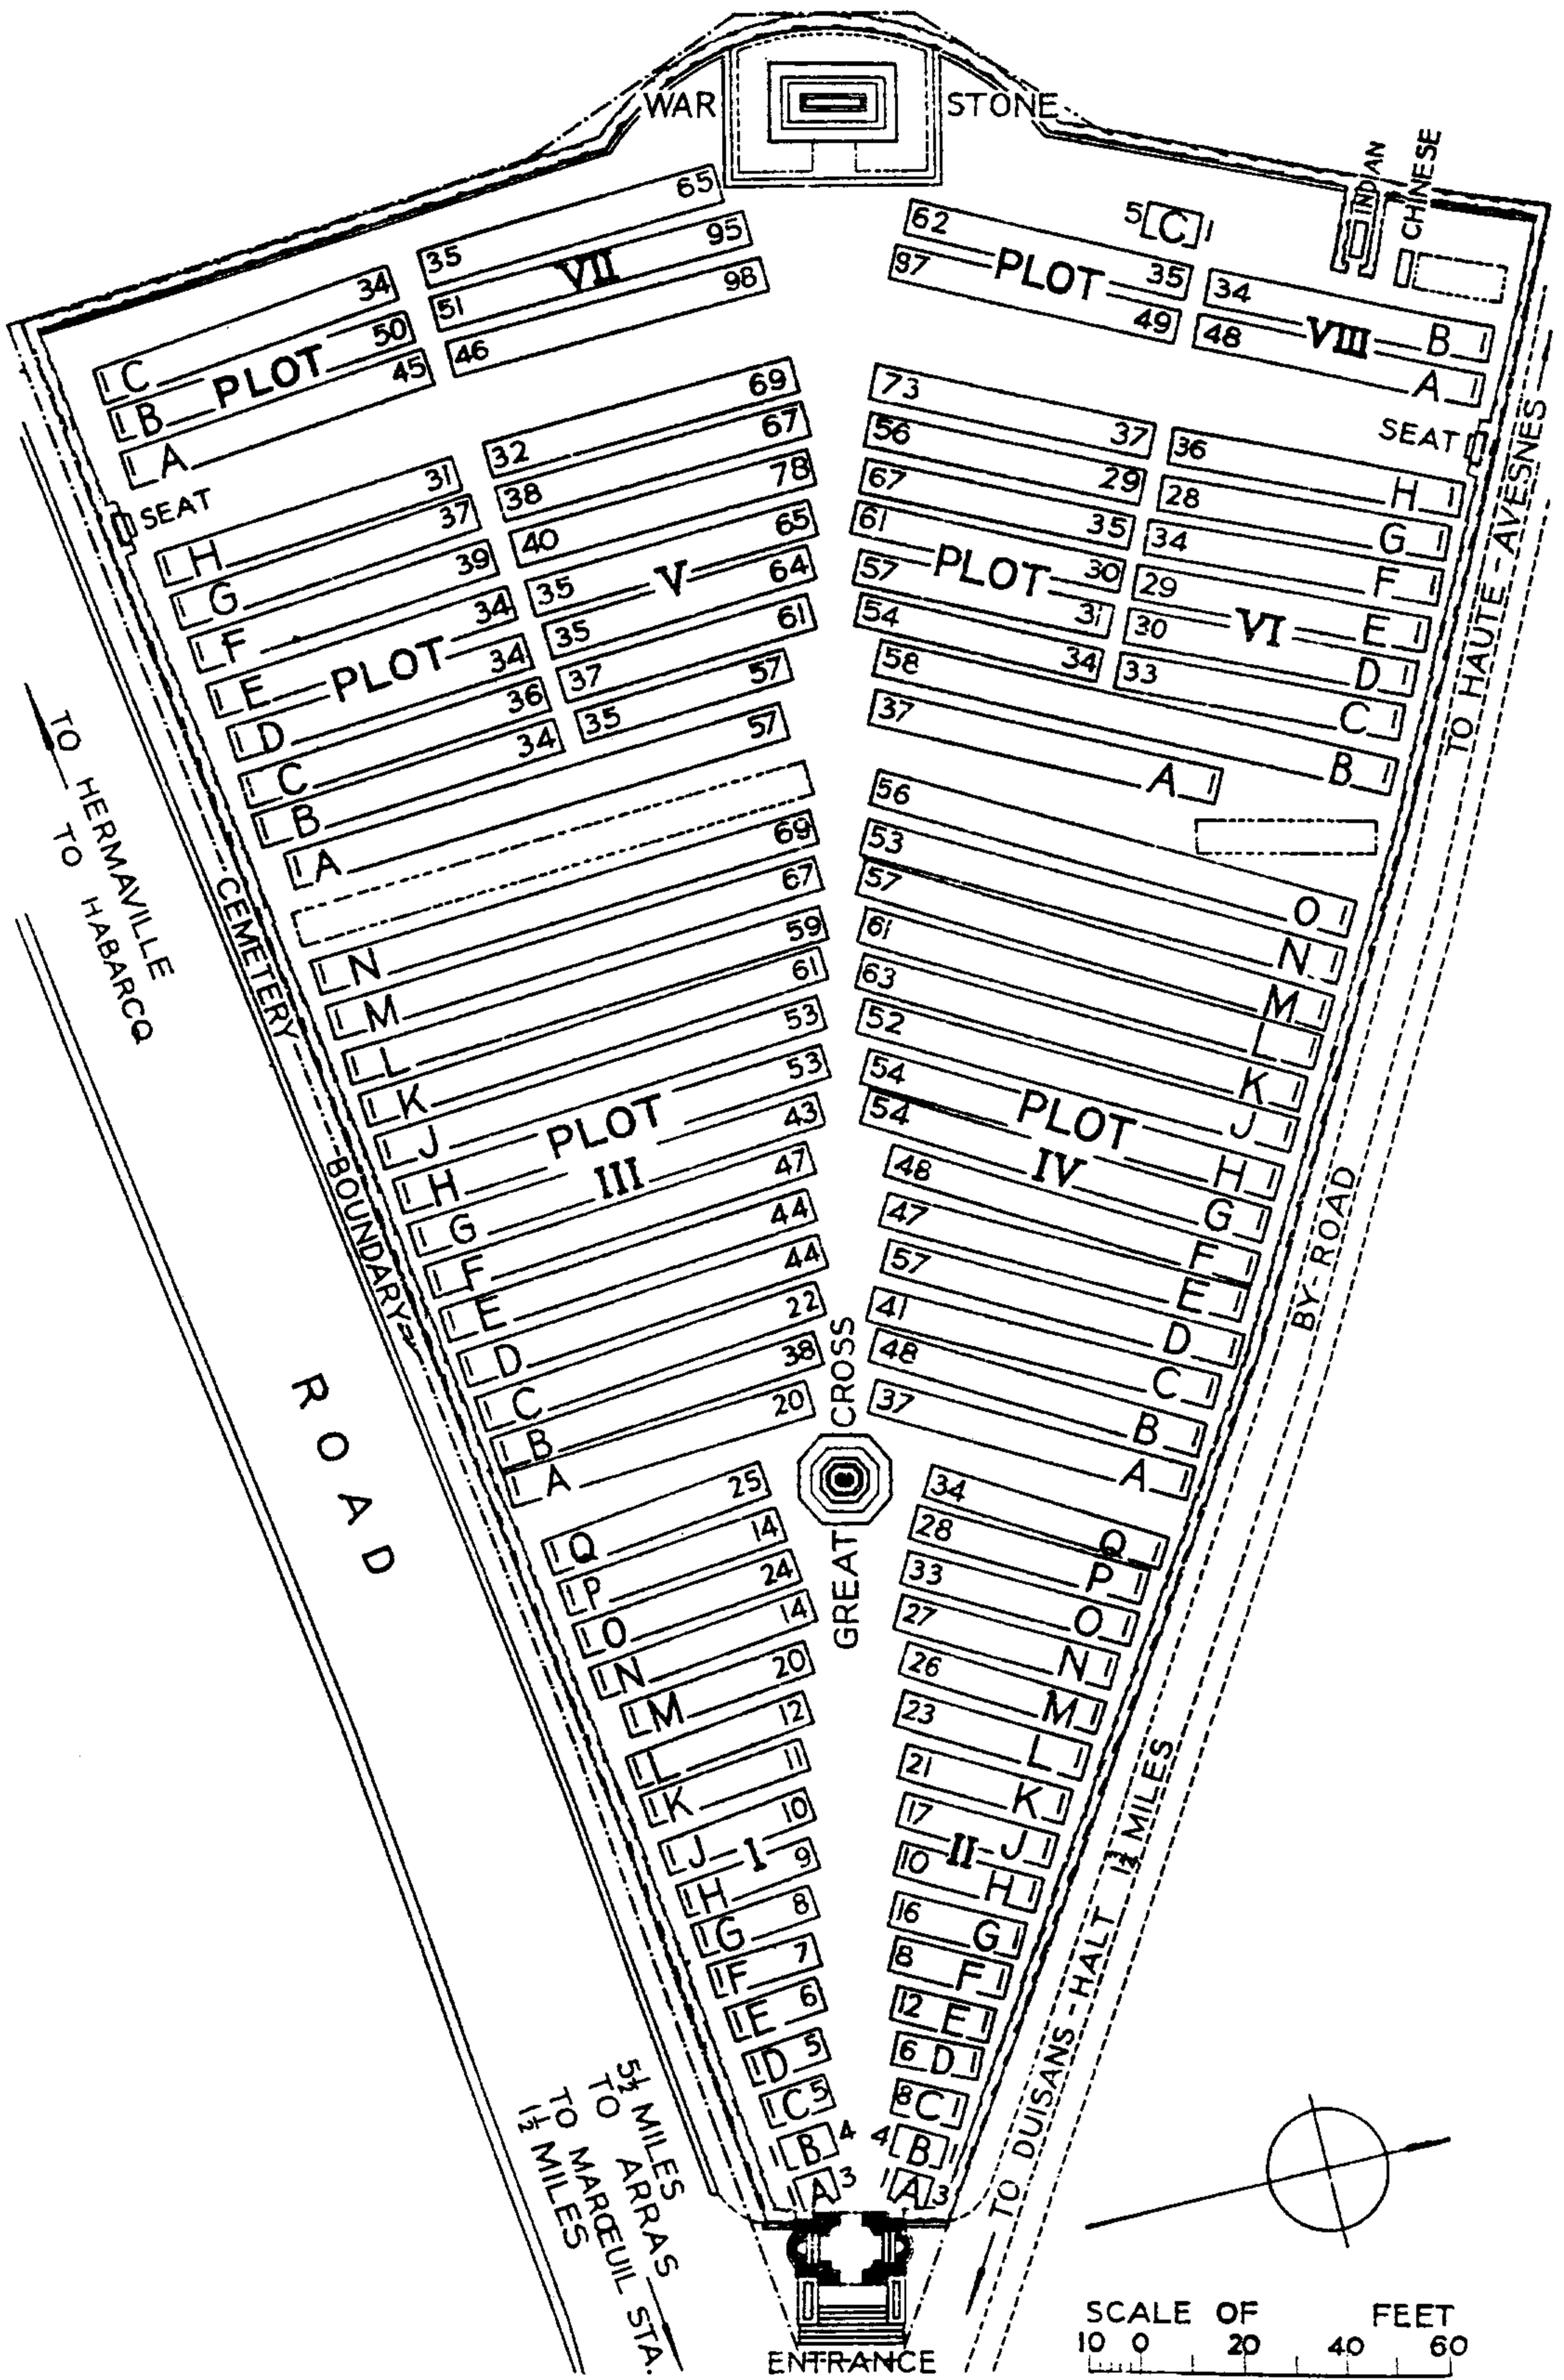 WAR STONE
INDIAN
CHINESE
65
35
VII
95
34
51
98
50
46
45
C PLOT
B
A
62
5 C 1
97
PLOT
35
34
49
48
VIII
B
A
SEAT
69
32
67
31
38
78
37
40
65
39
35
V
64
34
35
61
34
37
57
36
35
57
34
H
G
F
E PLOT
D
C
B
A
73
37
36
H
56
29
28
G
67
35
34
F
61
PLOT
30
29
E
57
31
30
VI
D
54
34
33
C
58
B
37
A
SEAT
TO HAUTE-AVESNES
TO HERMAVILLE
TO HABARCQ
CEMETERY BOUNDARY
ROAD
N 69
M 67
L 59
K 61
J 53
H 53
G 43
F 47
E 44
D 44
C 22
B 38
A 20
PLOT
III
56 O
53 N
57 M
61 L
63 K
52 J
54 H
54 G
48 F
47 E
57 D
41 C
48 B
37 A
PLOT
IV
BY-ROAD
GREAT CROSS
Q 25
P 14
O 24
N 14
M 20
L 12
K 11
J I 10
H 9
G 8
F 7
E 6
D 5
C 5
B 4
A 3
34 Q
28 P
33 O
27 N
26 M
23 L
21 K
17 II J
10 H
16 G
8 F
12 E
6 D
8 C 1
4 B 1
1 A 3
TO DUISANS-HALT 1¾ MILES
5½ MILES
TO ARRAS
TO MARŒUIL STA.
1½ MILES
ENTRANCE
SCALE OF FEET
10 0 20 40 60